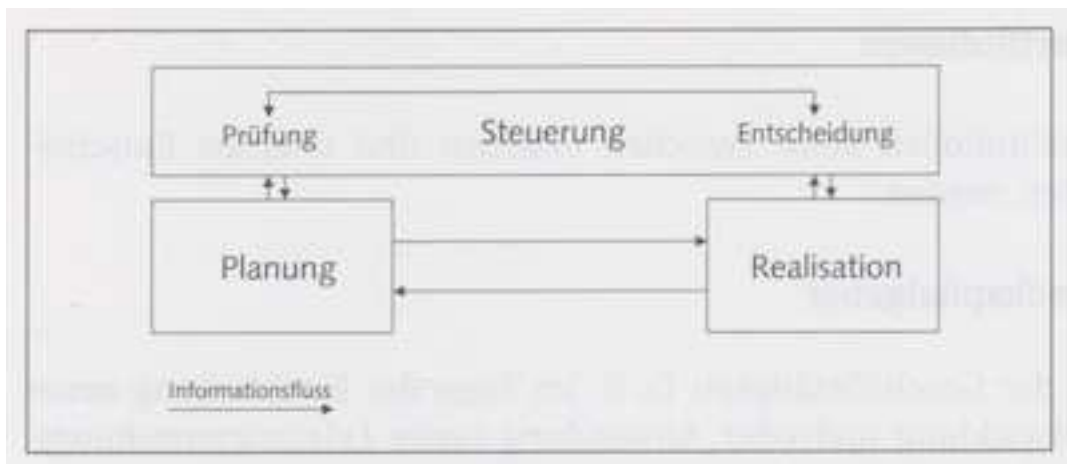 Prüfung Steuerung Entscheidung
Planung Realisation
Informationsfluss